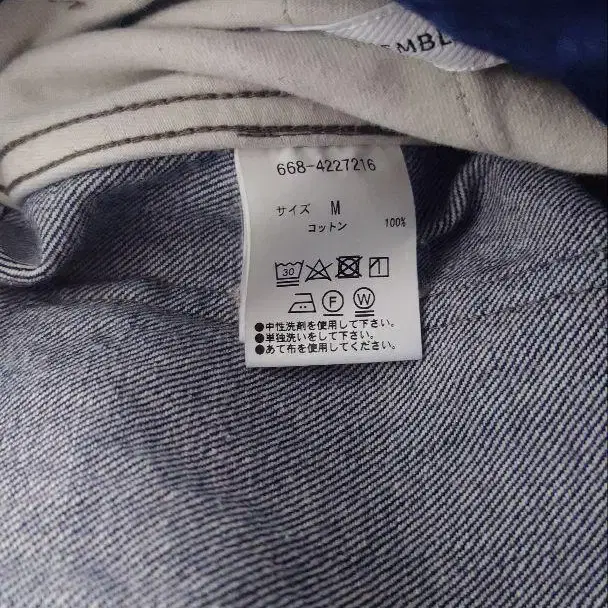 EMBL
668-4227216
サイズ M
コットン 100%
30
F W
●中性洗剤を使用して下さい。
●単独洗いをして下さい。
●あて布を使用してください。